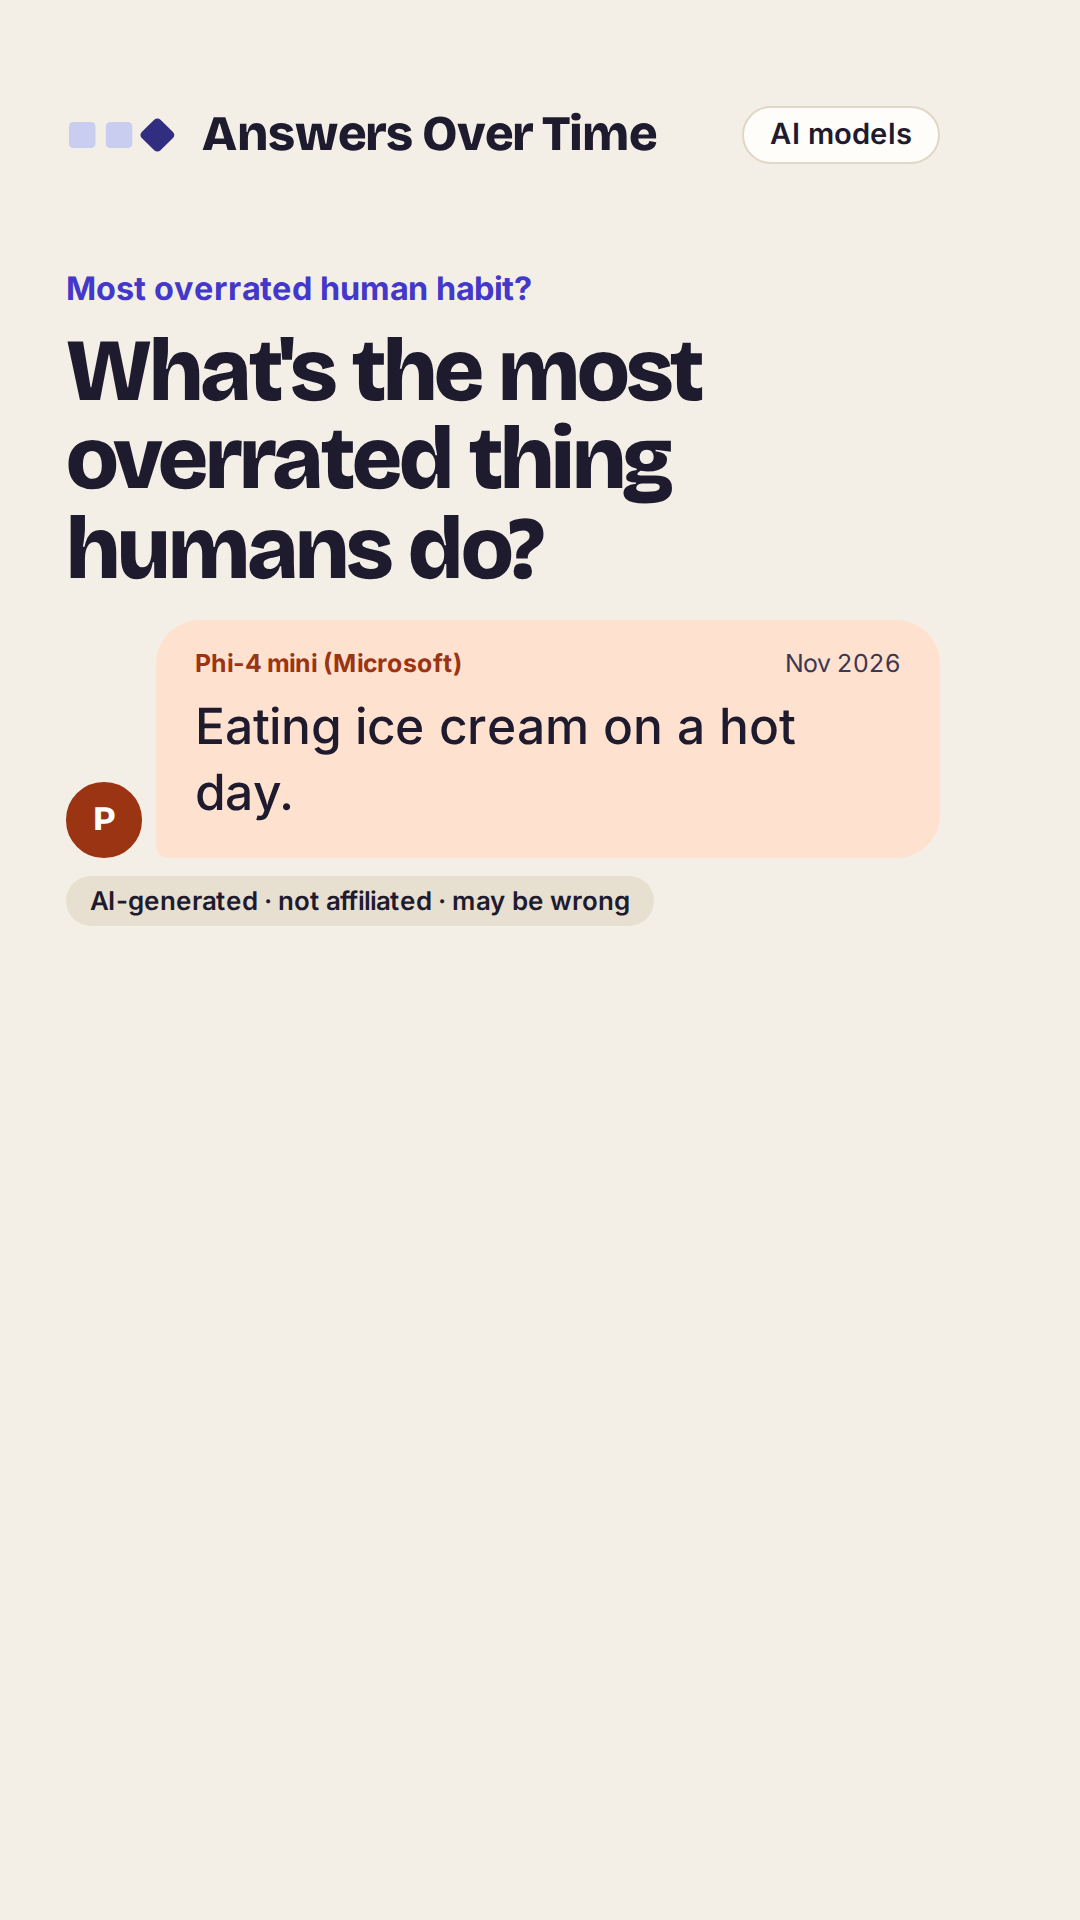 Answers Over Time
AI models
Most overrated human habit?
What's the most
overrated thing
humans do?
Phi-4 mini (Microsoft)
Nov 2026
Eating ice cream on a hot
day.
P
AI-generated · not affiliated · may be wrong